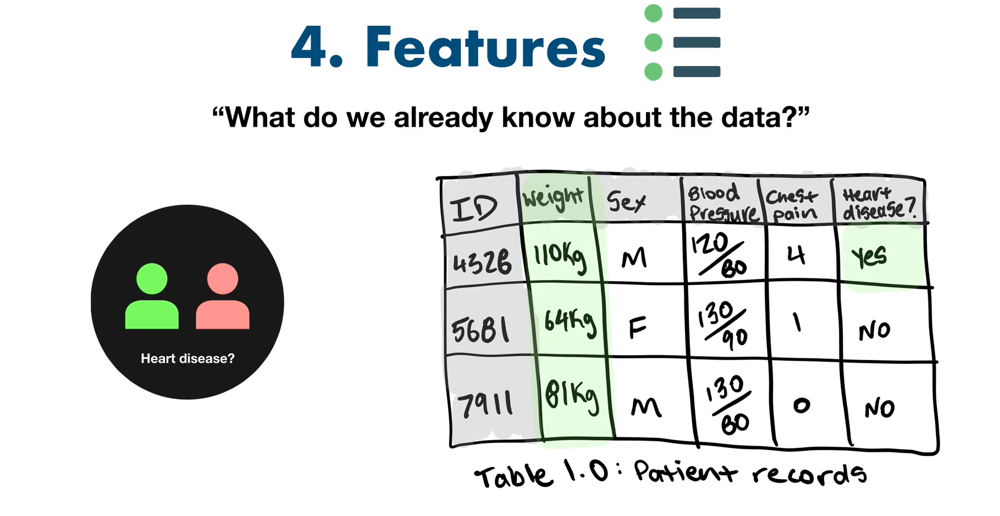 4. Features
“What do we already know about the data?”
Heart disease?
ID Weight Sex Blood Pressure Chest pain Heart disease?
4328 110Kg M 120/80 4 Yes
5681 64Kg F 130/90 1 NO
7911 81Kg M 130/80 0 NO
Table 1.0: Patient records